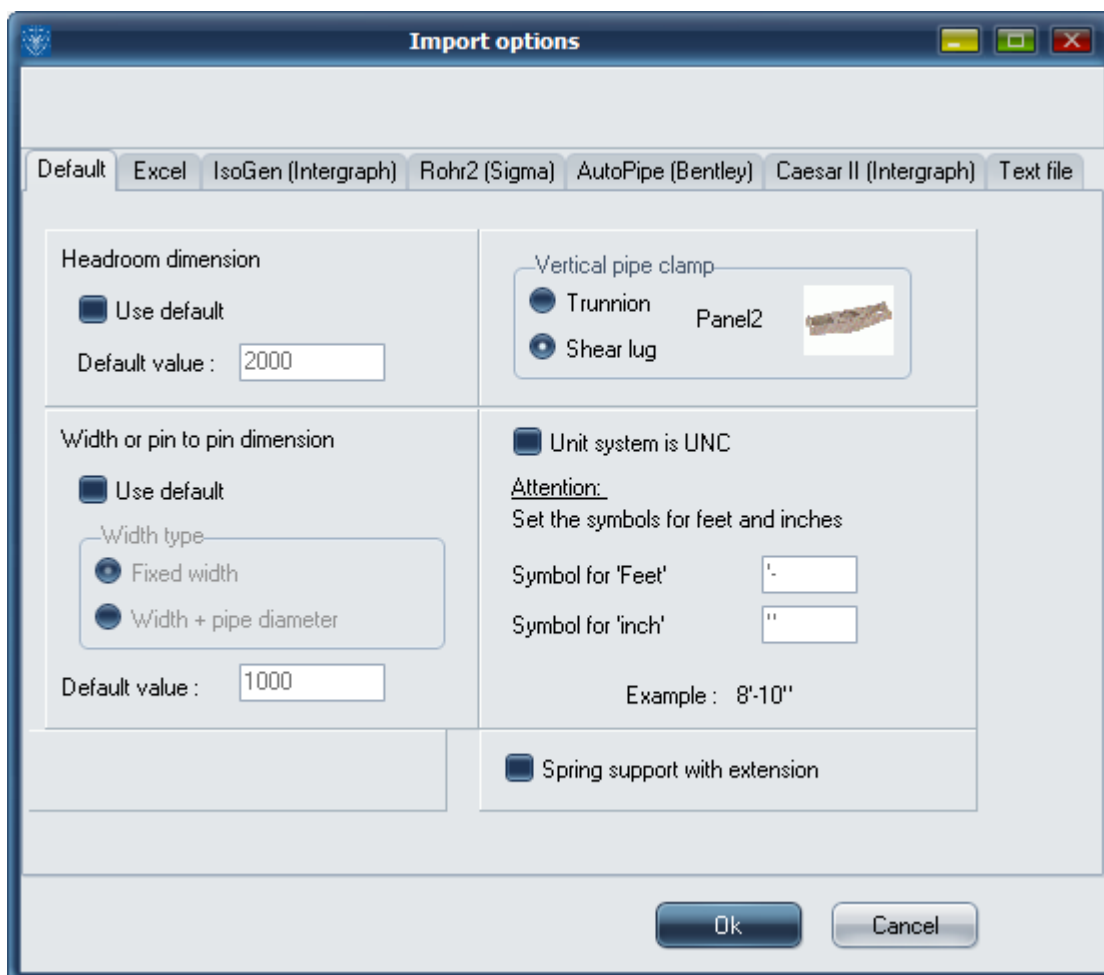 Import options
Default Excel IsoGen (Intergraph) Rohr2 (Sigma) AutoPipe (Bentley) Caesar II (Intergraph) Text file
Headroom dimension
Use default
Default value : 2000
Vertical pipe clamp
Trunnion
Panel2
Shear lug
Width or pin to pin dimension
Use default
Width type
Fixed width
Width + pipe diameter
Default value : 1000
Unit system is UNC
Attention:
Set the symbols for feet and inches
Symbol for 'Feet' '-
Symbol for 'inch' ''
Example : 8'-10''
Spring support with extension
Ok Cancel